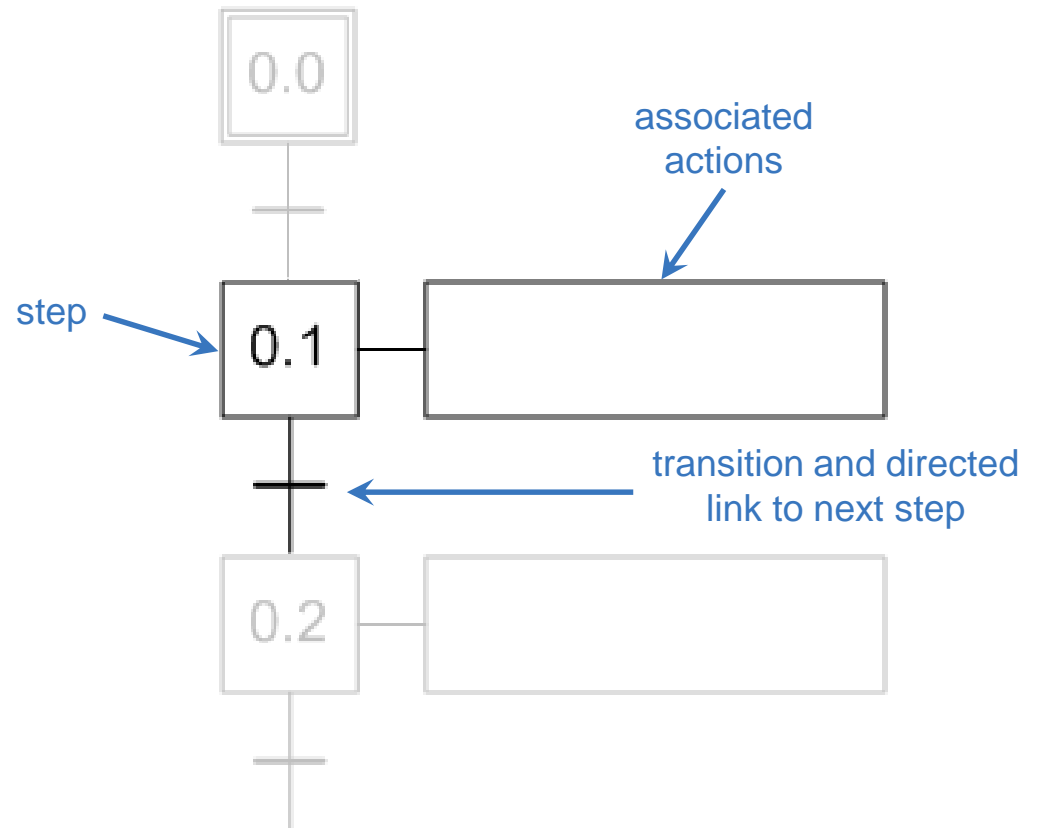 0.0
associated
actions
step
0.1
transition and directed
link to next step
0.2